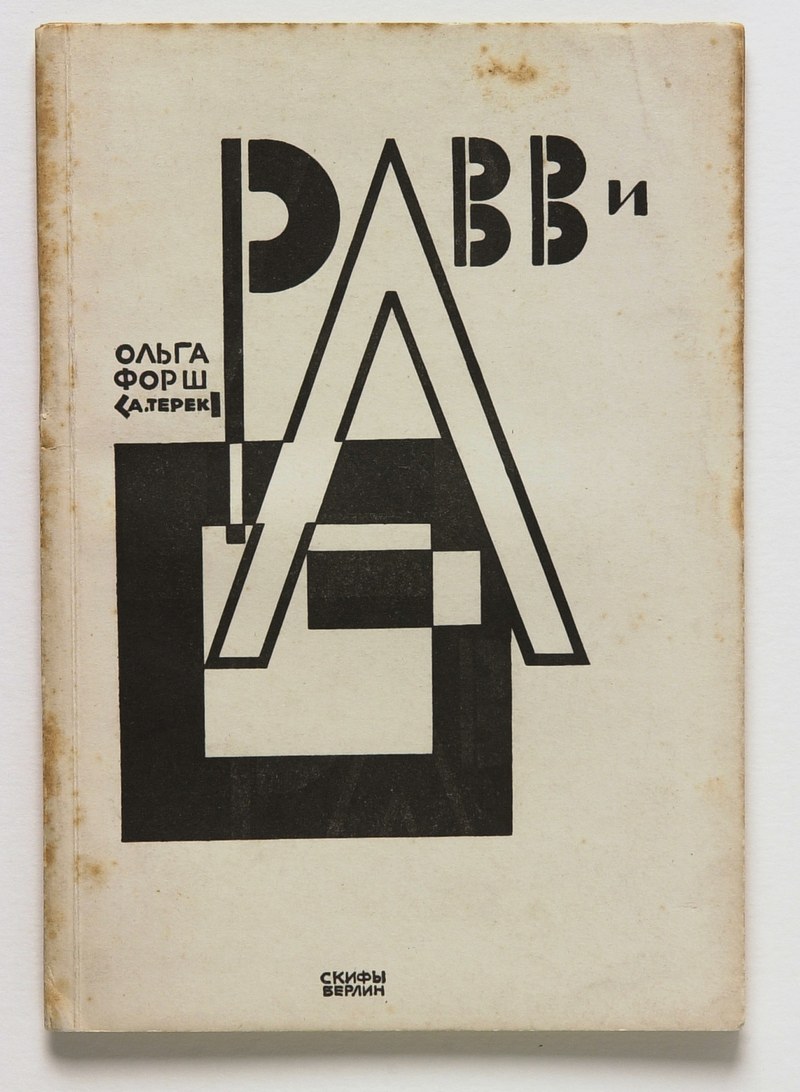 РАВВи
ОЛЬГА
ФОРШ
(А.ТЕРЕК)
СКИФЫ
БЕРЛИН